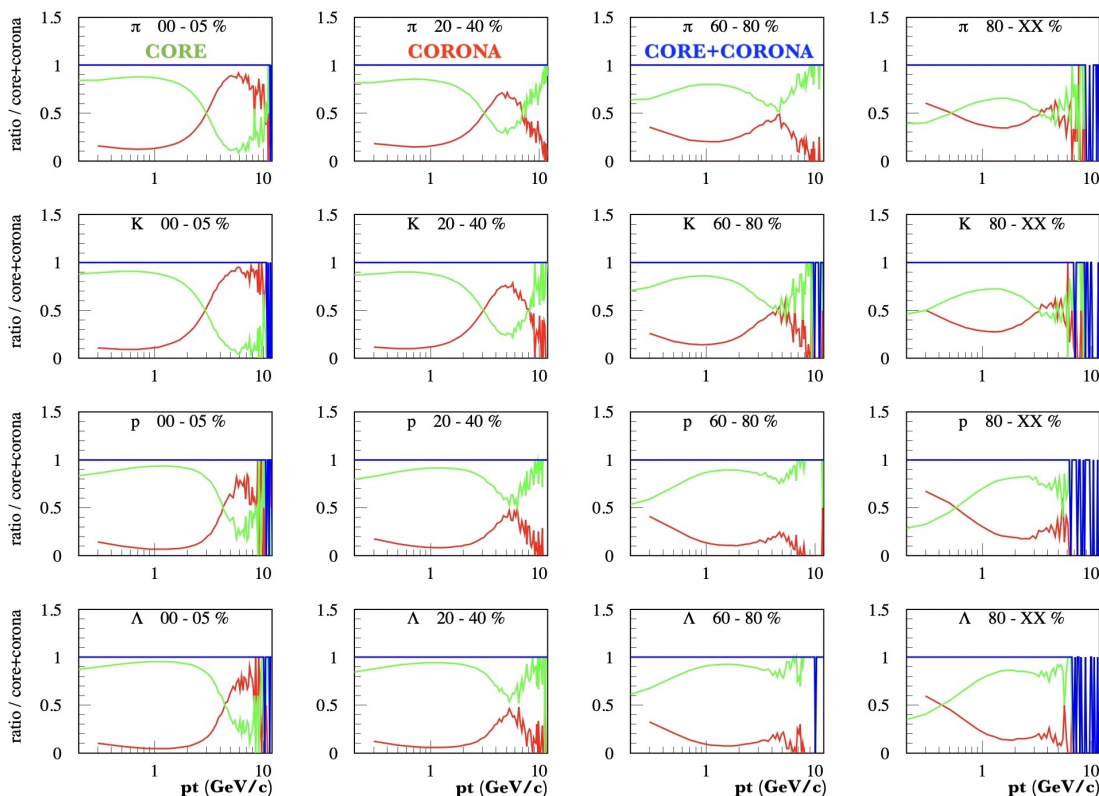 ratio / core+corona
1.5
1
0.5
0
π 00 - 05 %
CORE
1 10
π 20 - 40 %
CORONA
1.5
1
0.5
0
1 10
π 60 - 80 %
CORE+CORONA
1.5
1
0.5
0
1 10
π 80 - XX %
1.5
1
0.5
0
1 10
ratio / core+corona
1.5
1
0.5
0
K 00 - 05 %
1 10
1.5
1
0.5
0
K 20 - 40 %
1 10
1.5
1
0.5
0
K 60 - 80 %
1 10
1.5
1
0.5
0
K 80 - XX %
1 10
ratio / core+corona
1.5
1
0.5
0
p 00 - 05 %
1 10
1.5
1
0.5
0
p 20 - 40 %
1 10
1.5
1
0.5
0
p 60 - 80 %
1 10
1.5
1
0.5
0
p 80 - XX %
1 10
ratio / core+corona
1.5
1
0.5
0
Λ 00 - 05 %
1 10
pt (GeV/c)
1.5
1
0.5
0
Λ 20 - 40 %
1 10
pt (GeV/c)
1.5
1
0.5
0
Λ 60 - 80 %
1 10
pt (GeV/c)
1.5
1
0.5
0
Λ 80 - XX %
1 10
pt (GeV/c)